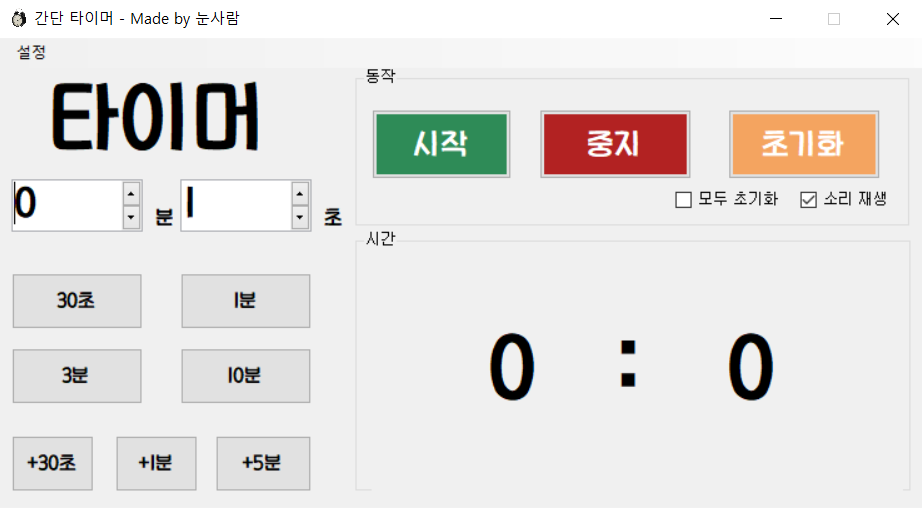 간단 타이머 - Made by 눈사람
설정
타이머
0 분 1 초
30초 1분
3분 10분
+30초 +1분 +5분
동작
시작 중지 초기화
모두 초기화 소리 재생
시간
0 : 0